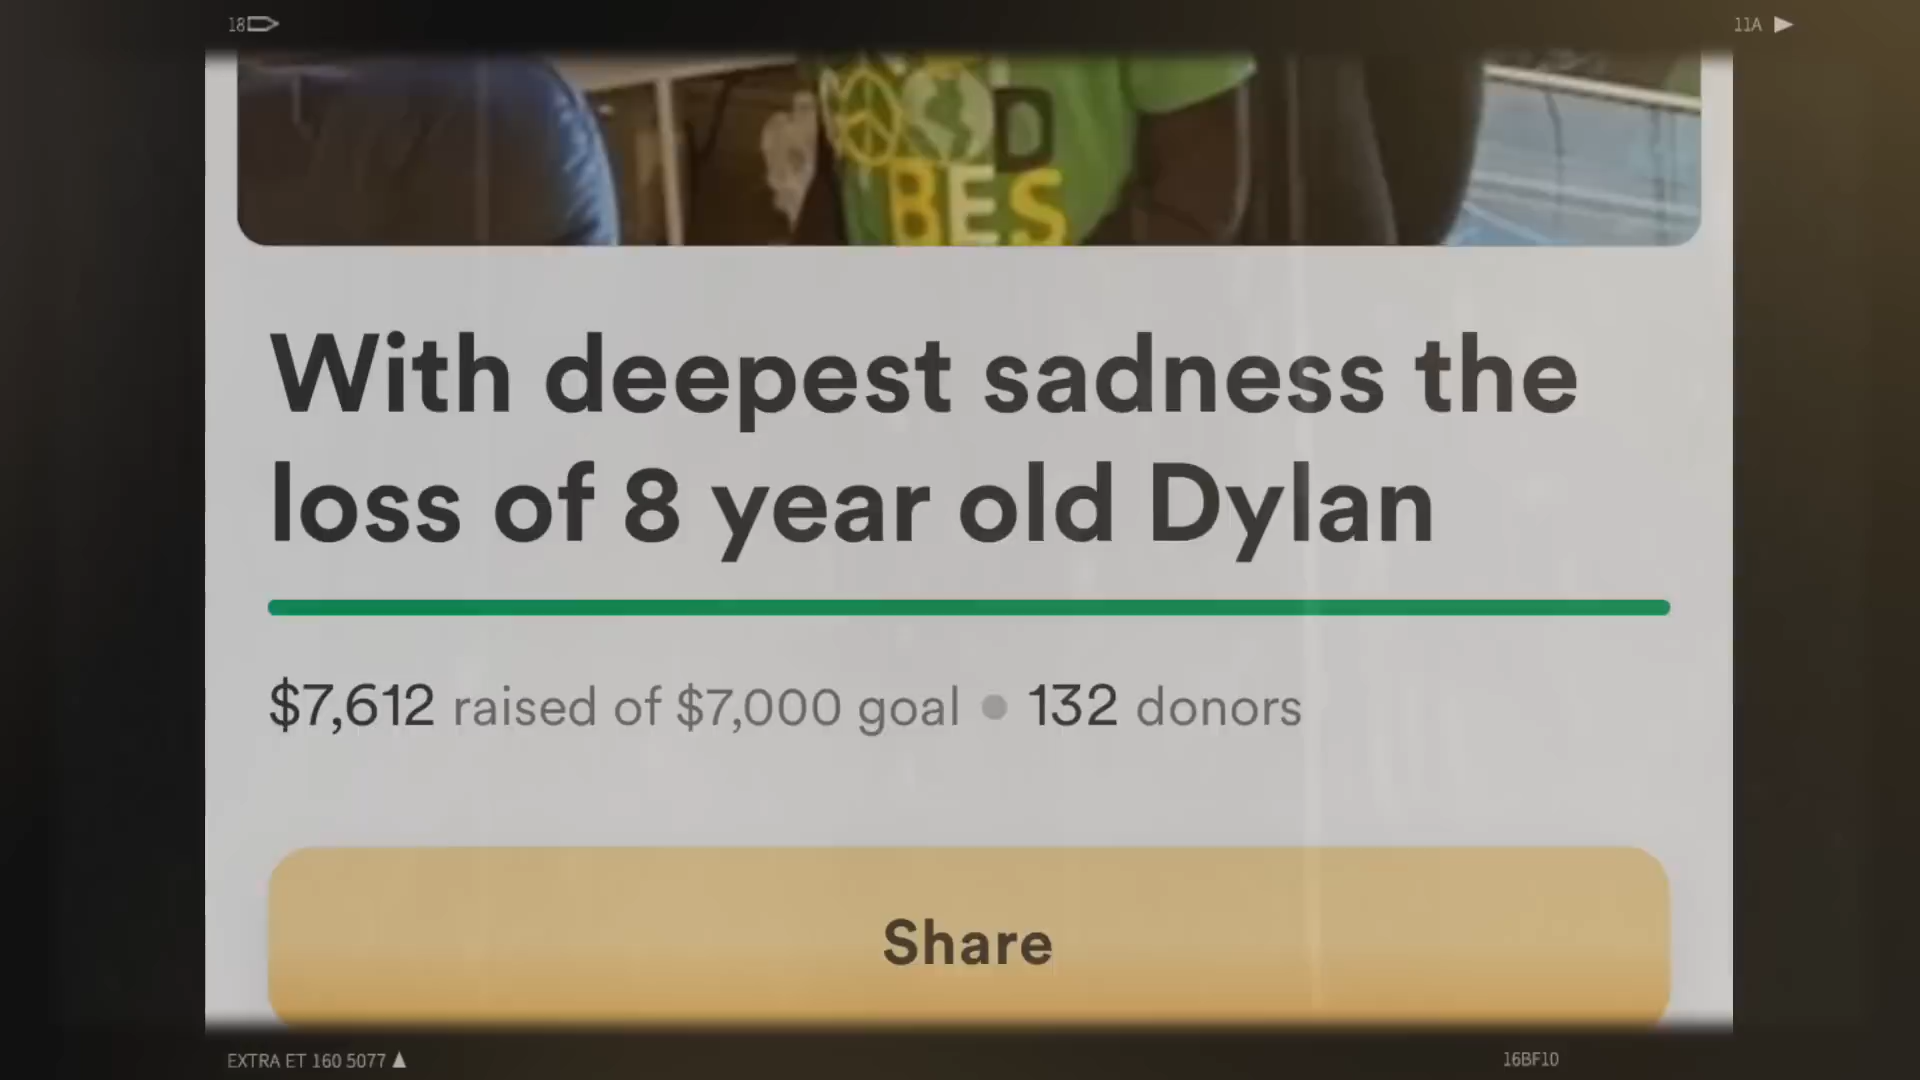 18
11A
D
BES
With deepest sadness the
loss of 8 year old Dylan
$7,612 raised of $7,000 goal • 132 donors
Share
EXTRA ET 160 5077
16BF10